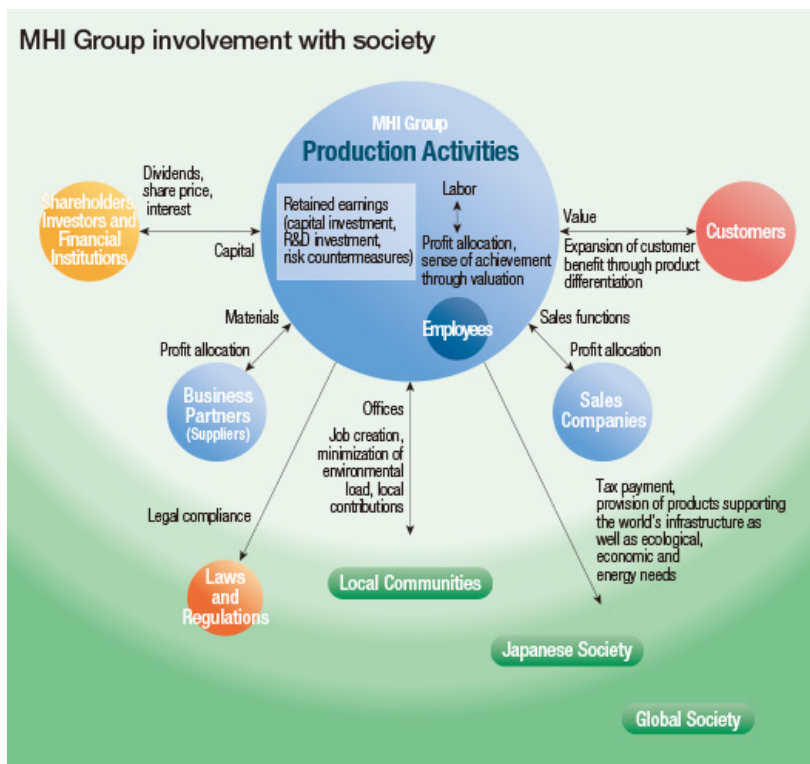 MHI Group involvement with society
MHI Group
Production Activities
Retained earnings
(capital investment,
R&D investment,
risk countermeasures)
Labor
Profit allocation,
sense of achievement
through valuation
Employees
Dividends,
share price,
interest
Capital
Shareholders,
Investors and
Financial
Institutions
Value
Expansion of customer
benefit through product
differentiation
Customers
Materials
Profit allocation
Business
Partners
(Suppliers)
Sales functions
Profit allocation
Sales
Companies
Offices
Job creation,
minimization of
environmental
load, local
contributions
Local Communities
Legal compliance
Laws
and
Regulations
Tax payment,
provision of products supporting
the world's infrastructure as
well as ecological,
economic and
energy needs
Japanese Society
Global Society